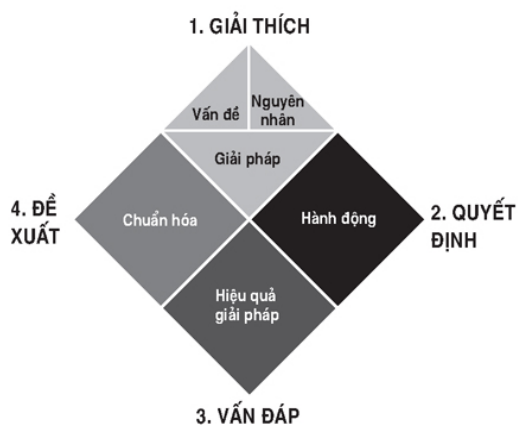 1. GIẢI THÍCH
Vấn đề
Nguyên
nhân
Giải pháp
4. ĐỀ
XUẤT
Chuẩn hóa
Hành động
2. QUYẾT
ĐỊNH
Hiệu quả
giải pháp
3. VẤN ĐÁP